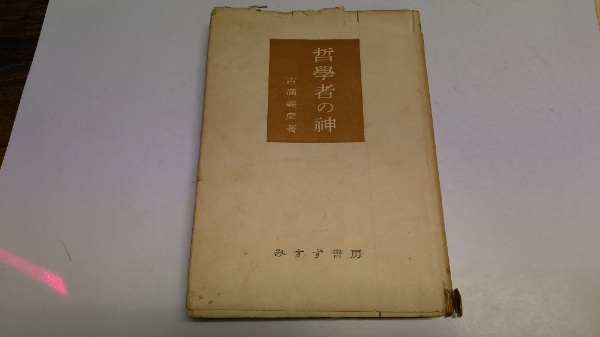 哲學者の神
吉滿義彦著
みすず書房